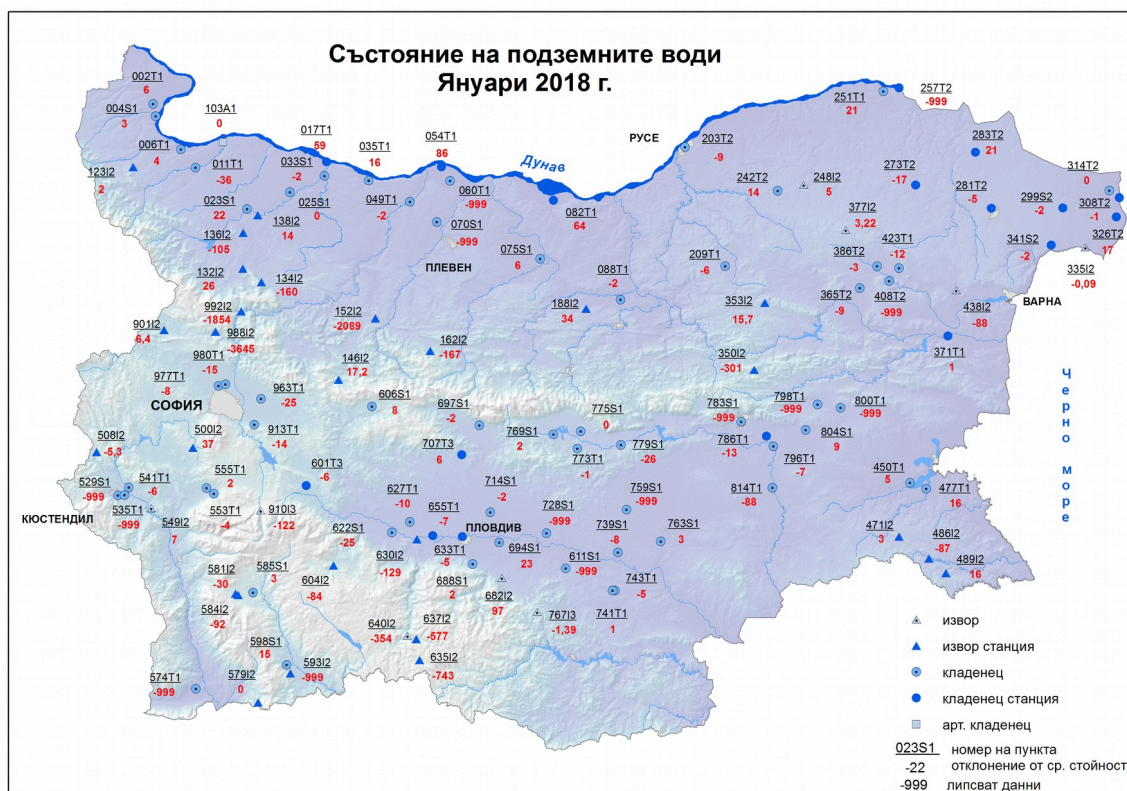 Състояние на подземните води
Януари 2018 г.
002T1
6
004S1
3
103A1
0
006T1
4
011T1
-36
123I2
2
017T1
59
033S1
-2
035T1
16
054T1
86
060T1
-999
Дунав
РУСЕ
203T2
-9
251T1
21
257T2
-999
283T2
21
273T2
-17
314T2
0
023S1
22
025S1
0
138I2
14
136I2
-105
049T1
-2
070S1
-999
ПЛЕВЕН
082T1
64
242T2
14
248I2
5
281T2
-5
299S2
-2
308T2
-1
326T2
17
377I2
3,22
423T1
-12
386T2
-3
341S2
-2
335I2
-0,09
132I2
26
134I2
-160
075S1
6
088T1
-2
209T1
-6
365T2
-9
408T2
-999
ВАРНА
438I2
-88
992I2
-1854
901I2
6,4
988I2
-3645
152I2
-2089
188I2
34
353I2
15,7
371T1
1
980T1
-15
977T1
-8
162I2
-167
146I2
17,2
350I2
-301
СОФИЯ
963T1
-25
606S1
8
697S1
-2
775S1
0
783S1
-999
798T1
-999
800T1
-999
Черно море
508I2
-5,3
500I2
37
913T1
-14
707T3
6
769S1
2
773T1
-1
779S1
-26
786T1
-13
796T1
-7
804S1
9
529S1
-999
541T1
-6
535T1
-999
555T1
2
553T1
-4
601T3
-6
450T1
5
477T1
16
КЮСТЕНДИЛ
549I2
7
910I3
-122
627T1
-10
655T1
-7
714S1
-2
ПЛОВДИВ
728S1
-999
759S1
-999
814T1
-88
622S1
-25
630I2
-129
633T1
-5
694S1
23
739S1
-8
763S1
3
471I2
3
486I2
-87
489I2
16
581I2
-30
585S1
3
604I2
-84
688S1
2
682I2
97
611S1
-999
743T1
-5
741T1
1
584I2
-92
640I2
-354
637I2
-577
635I2
-743
767I3
-1,39
598S1
15
593I2
-999
579I2
0
574T1
-999
извор
извор станция
кладенец
кладенец станция
арт. кладенец
023S1 номер на пункта
-22 отклонение от ср. стойност
-999 липсват данни